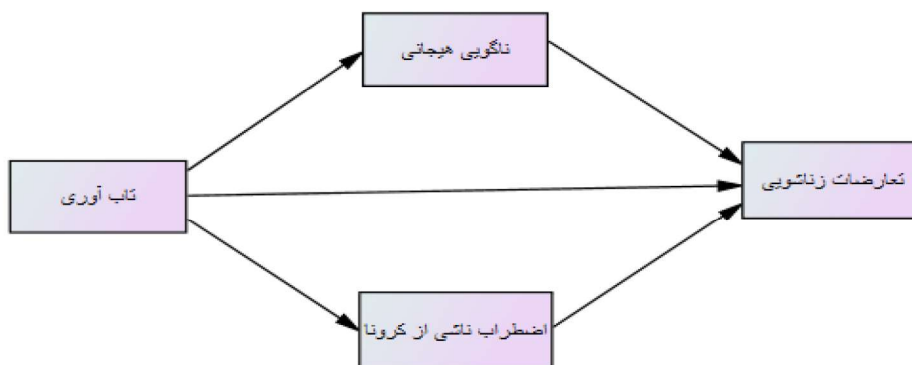 ناگویی هیجانی
تعارضات زناشویی
تاب آوری
اضطراب ناشی از کرونا